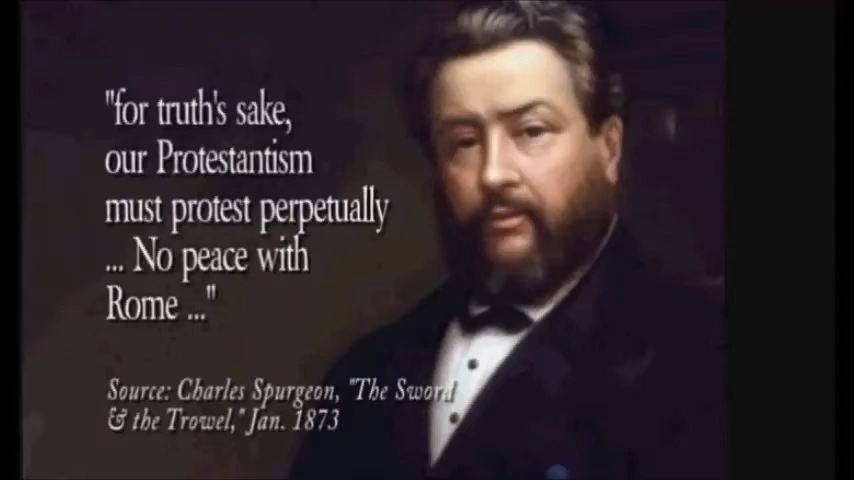 "for truth's sake,
our Protestantism
must protest perpetually
... No peace with
Rome ..."
Source: Charles Spurgeon, "The Sword
& the Trowel," Jan. 1873